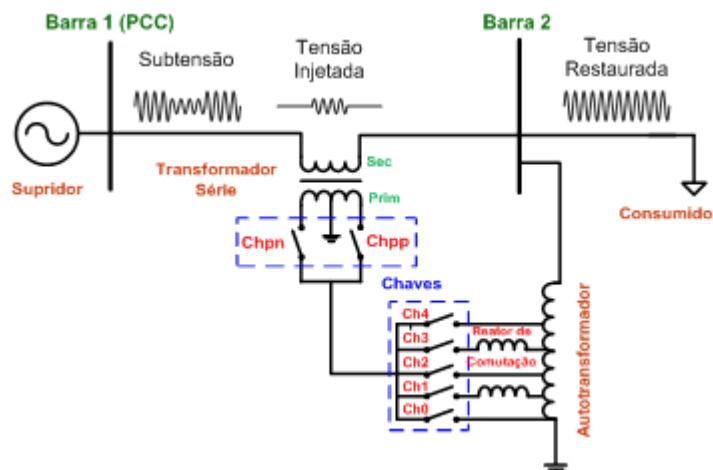 Barra 1 (PCC)
Subtensão
Tensão
Injetada
Barra 2
Tensão
Restaurada
Supridor
Transformador
Série
Sec
Prim
Consumido
Chpn
Chpp
Chaves
Ch4
Ch3
Reator de
Ch2
Comutação
Ch1
Ch0
Autotransformador